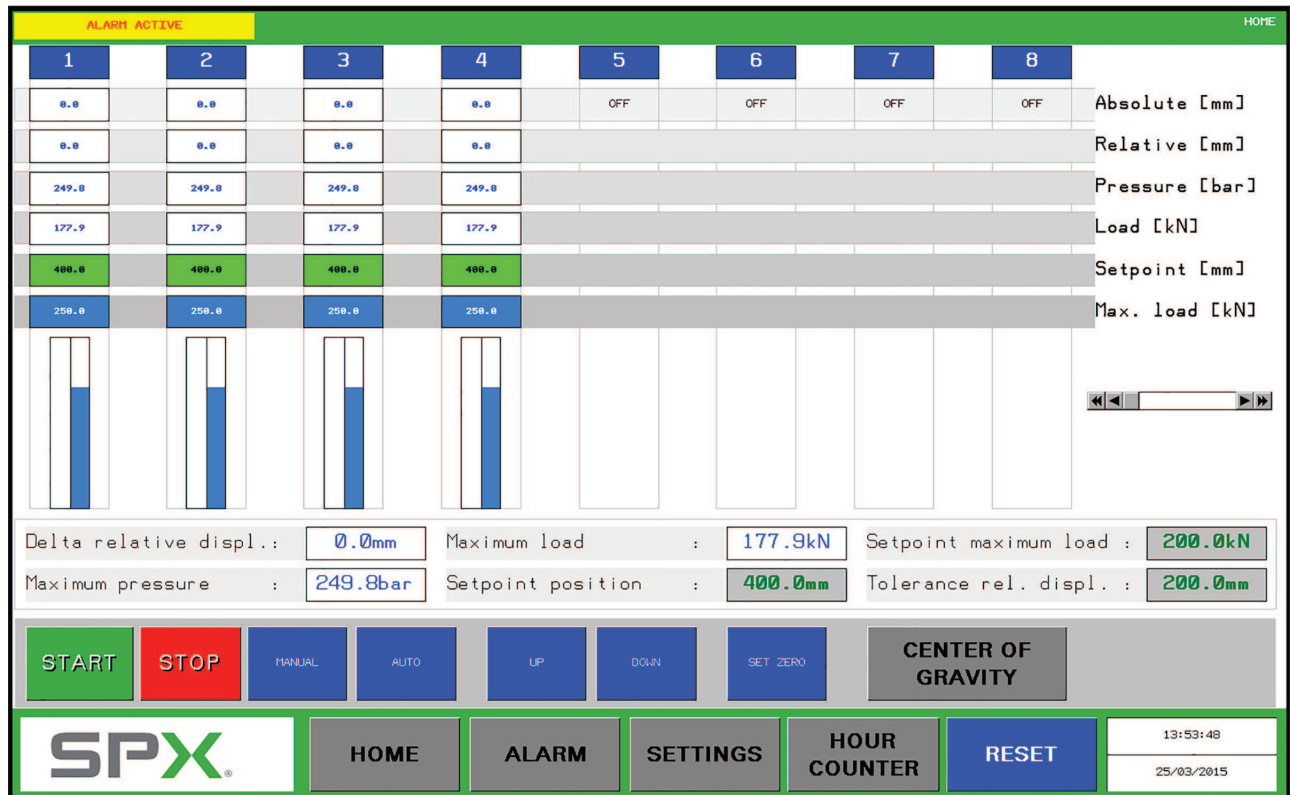 ALARM ACTIVE HOME
1 2 3 4 5 6 7 8
0.0 0.0 0.0 0.0 OFF OFF OFF OFF Absolute [mm]
0.0 0.0 0.0 0.0 Relative [mm]
249.8 249.8 249.8 249.8 Pressure [bar]
177.9 177.9 177.9 177.9 Load [kN]
400.0 400.0 400.0 400.0 Setpoint [mm]
250.0 250.0 250.0 250.0 Max. load [kN]
Delta relative displ.: 0.0mm Maximum load : 177.9kN Setpoint maximum load : 200.0kN
Maximum pressure : 249.8bar Setpoint position : 400.0mm Tolerance rel. displ. : 200.0mm
START STOP MANUAL AUTO UP DOWN SET ZERO CENTER OF
GRAVITY
SPX® HOME ALARM SETTINGS HOUR
COUNTER RESET 13:53:48
25/03/2015